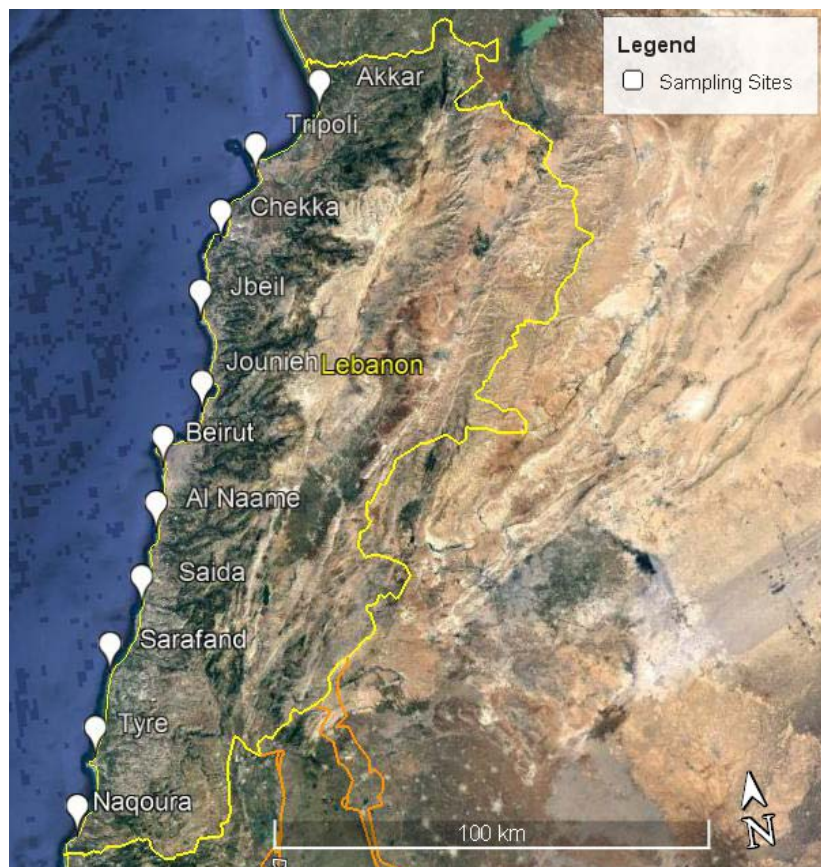 Legend
Sampling Sites
Akkar
Tripoli
Chekka
Jbeil
Jounieh
Lebanon
Beirut
Al Naame
Saida
Sarafand
Tyre
Naqoura
100 km
N